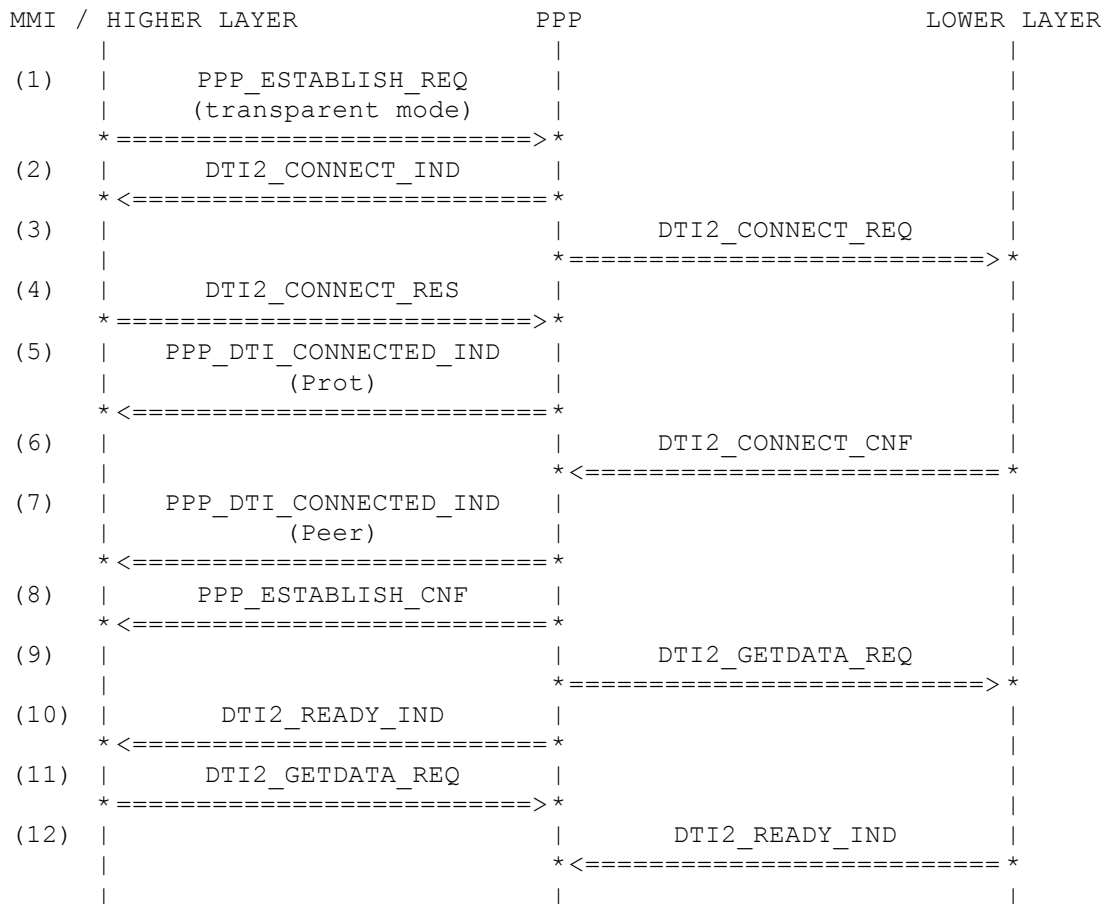 MMI / HIGHER LAYER                PPP                      LOWER LAYER
      |                            |                            |
(1)   |     PPP_ESTABLISH_REQ      |                            |
      |     (transparent mode)     |                            |
      * ==========================>*                            |
(2)   |      DTI2_CONNECT_IND      |                            |
      * <==========================*                            |
(3)   |                            |      DTI2_CONNECT_REQ      |
      |                            * ==========================>*
(4)   |      DTI2_CONNECT_RES      |                            |
      * ==========================>*                            |
(5)   |   PPP_DTI_CONNECTED_IND    |                            |
      |           (Prot)           |                            |
      * <==========================*                            |
(6)   |                            |      DTI2_CONNECT_CNF      |
      |                            *<========================== *
(7)   |   PPP_DTI_CONNECTED_IND    |                            |
      |           (Peer)           |                            |
      * <==========================*                            |
(8)   |     PPP_ESTABLISH_CNF      |                            |
      * <==========================*                            |
(9)   |                            |      DTI2_GETDATA_REQ      |
      |                            * ==========================>*
(10)  |       DTI2_READY_IND       |                            |
      * <==========================*                            |
(11)  |      DTI2_GETDATA_REQ      |                            |
      * ==========================>*                            |
(12)  |                            |       DTI2_READY_IND       |
      |                            *<========================== *
      |                            |                            |